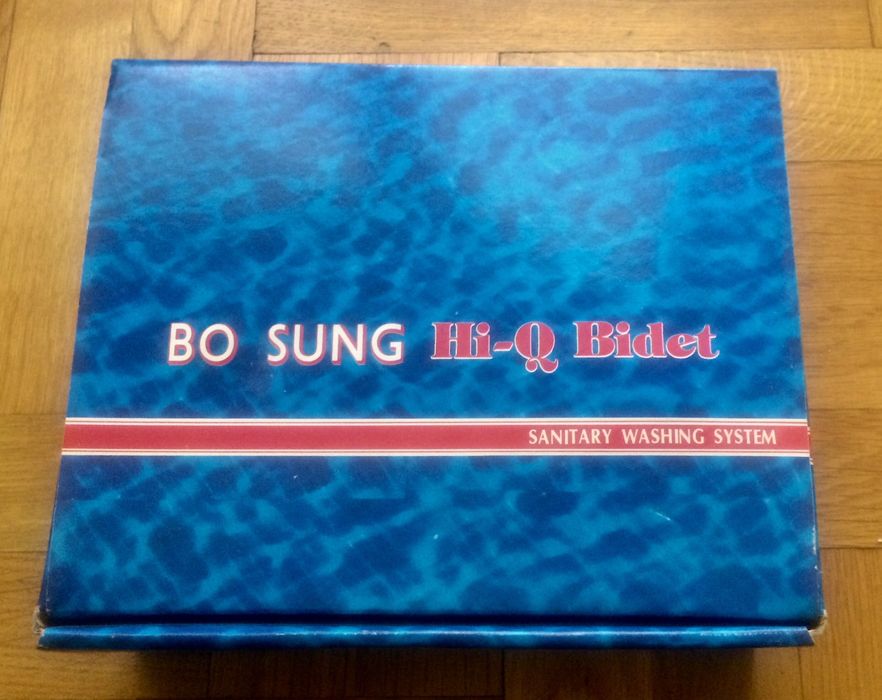 BO SUNG Hi-Q Bidet
SANITARY WASHING SYSTEM